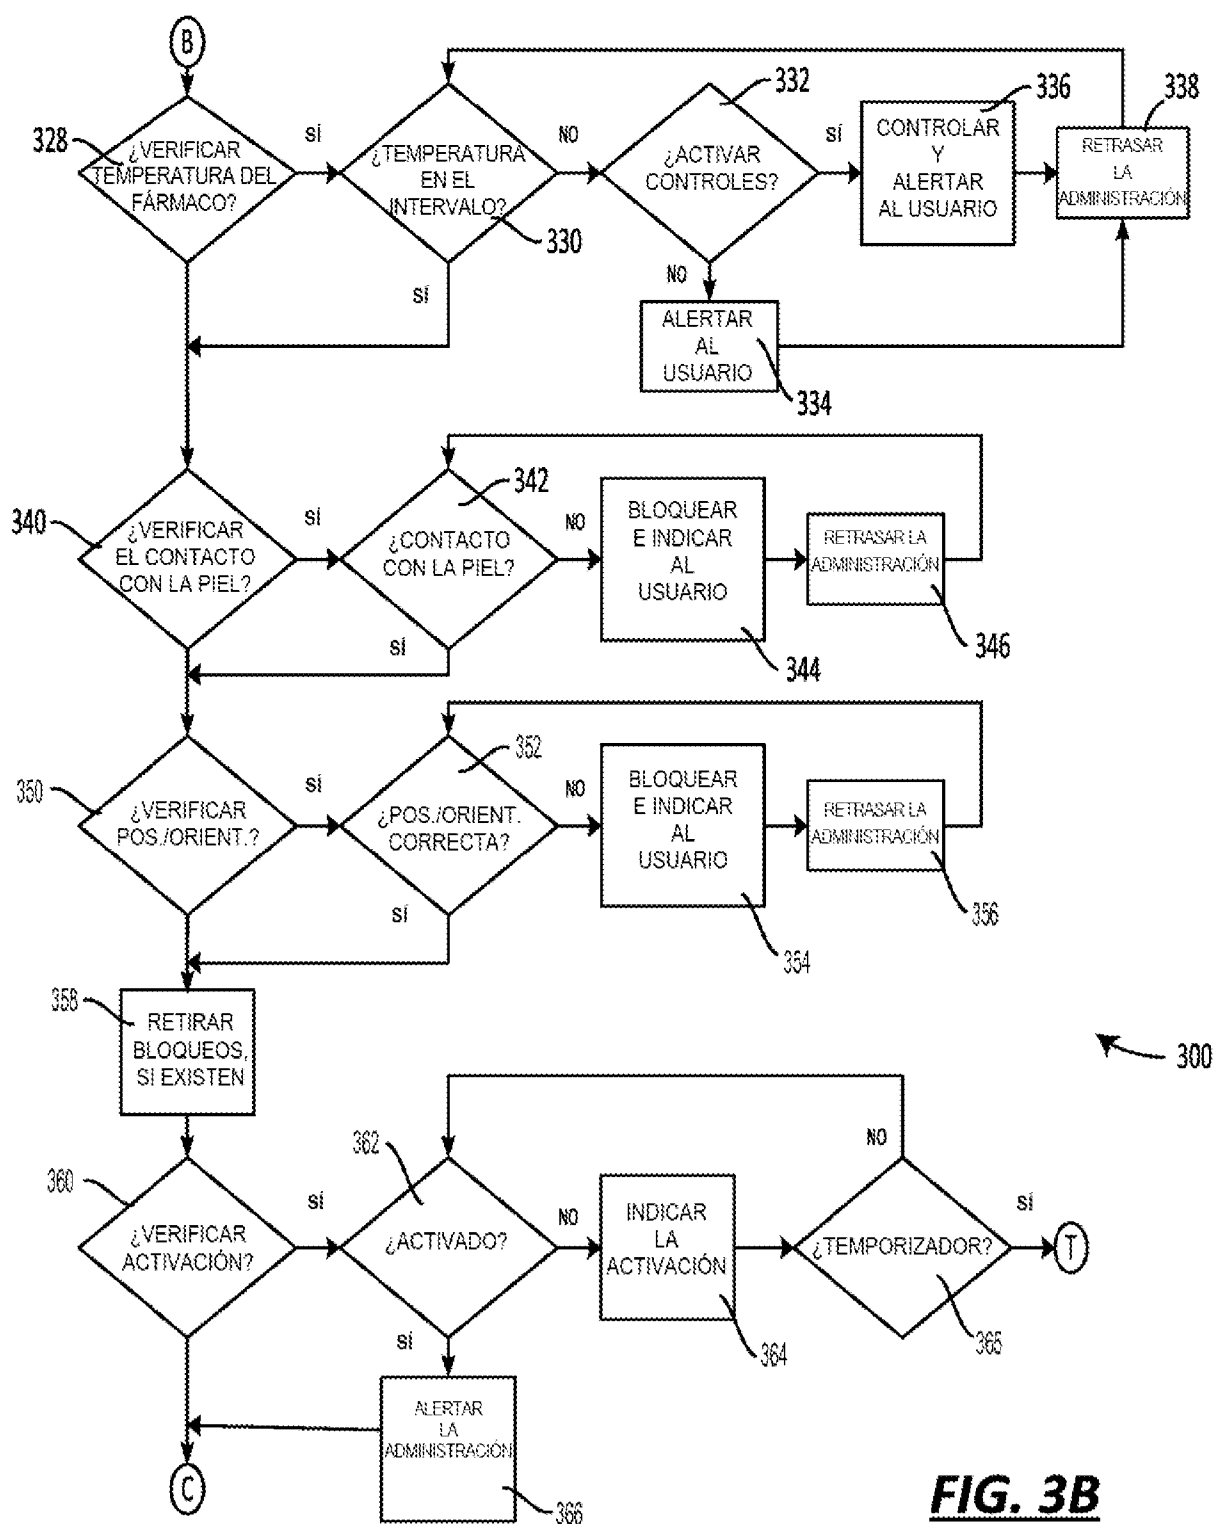 B
328
¿VERIFICAR
TEMPERATURA DEL
FÁRMACO?
SÍ
¿TEMPERATURA
EN EL
INTERVALO?
330
NO
SÍ
332
¿ACTIVAR
CONTROLES?
SÍ
NO
336
CONTROLAR
Y
ALERTAR
AL USUARIO
338
RETRASAR
LA
ADMINISTRACIÓN
ALERTAR
AL
USUARIO
334
340
¿VERIFICAR
EL CONTACTO
CON LA PIEL?
SÍ
342
¿CONTACTO
CON LA PIEL?
NO
SÍ
BLOQUEAR
E INDICAR
AL
USUARIO
344
RETRASAR LA
ADMINISTRACIÓN
346
350
¿VERIFICAR
POS./ORIENT.?
SÍ
352
¿POS./ORIENT.
CORRECTA?
NO
SÍ
BLOQUEAR
E INDICAR
AL
USUARIO
354
RETRASAR LA
ADMINISTRACIÓN
356
358
RETIRAR
BLOQUEOS,
SI EXISTEN
300
360
¿VERIFICAR
ACTIVACIÓN?
SÍ
362
¿ACTIVADO?
NO
SÍ
INDICAR
LA
ACTIVACIÓN
364
NO
¿TEMPORIZADOR?
365
SÍ
T
ALERTAR
LA
ADMINISTRACIÓN
366
C
FIG. 3B